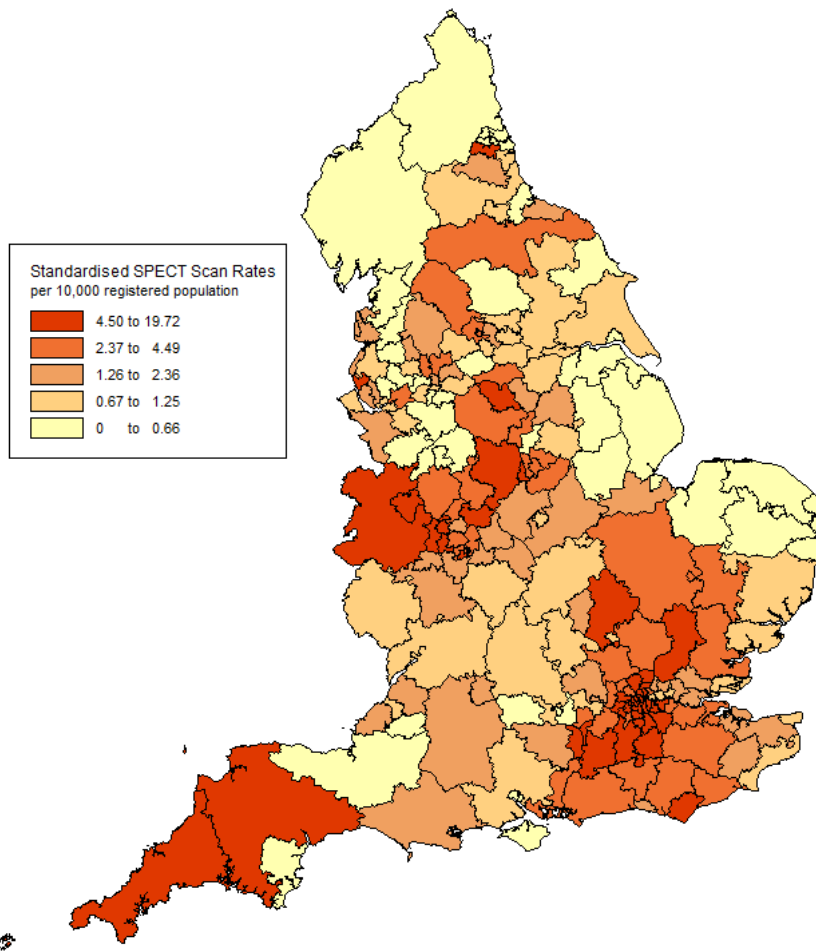 Standardised SPECT Scan Rates
per 10,000 registered population
4.50 to 19.72
2.37 to 4.49
1.26 to 2.36
0.67 to 1.25
0 to 0.66